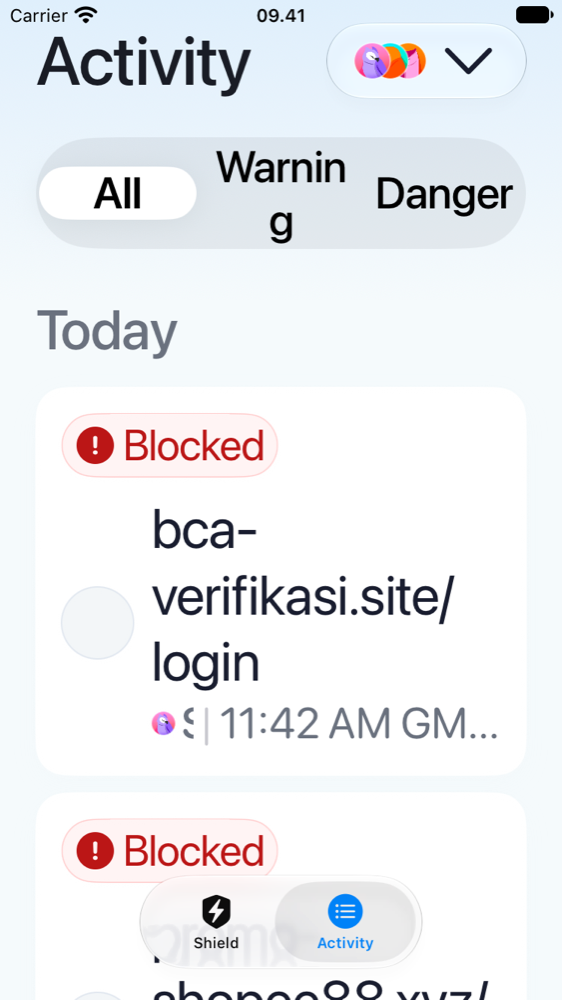 Carrier 09.41
Activity
All Warnin
g Danger
Today
Blocked
bca-
verifikasi.site/
login
11:42 AM GM...
Blocked
Shield Activity